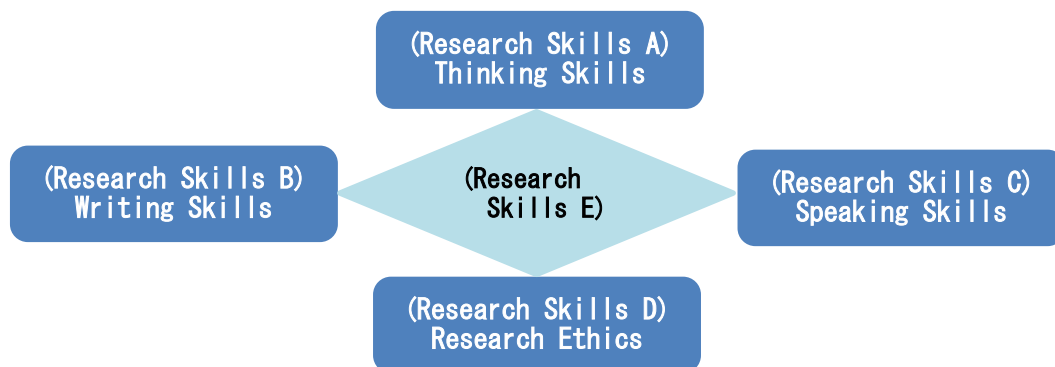 (Research Skills A)
Thinking Skills
(Research Skills B)
Writing Skills
(Research
Skills E)
(Research Skills C)
Speaking Skills
(Research Skills D)
Research Ethics